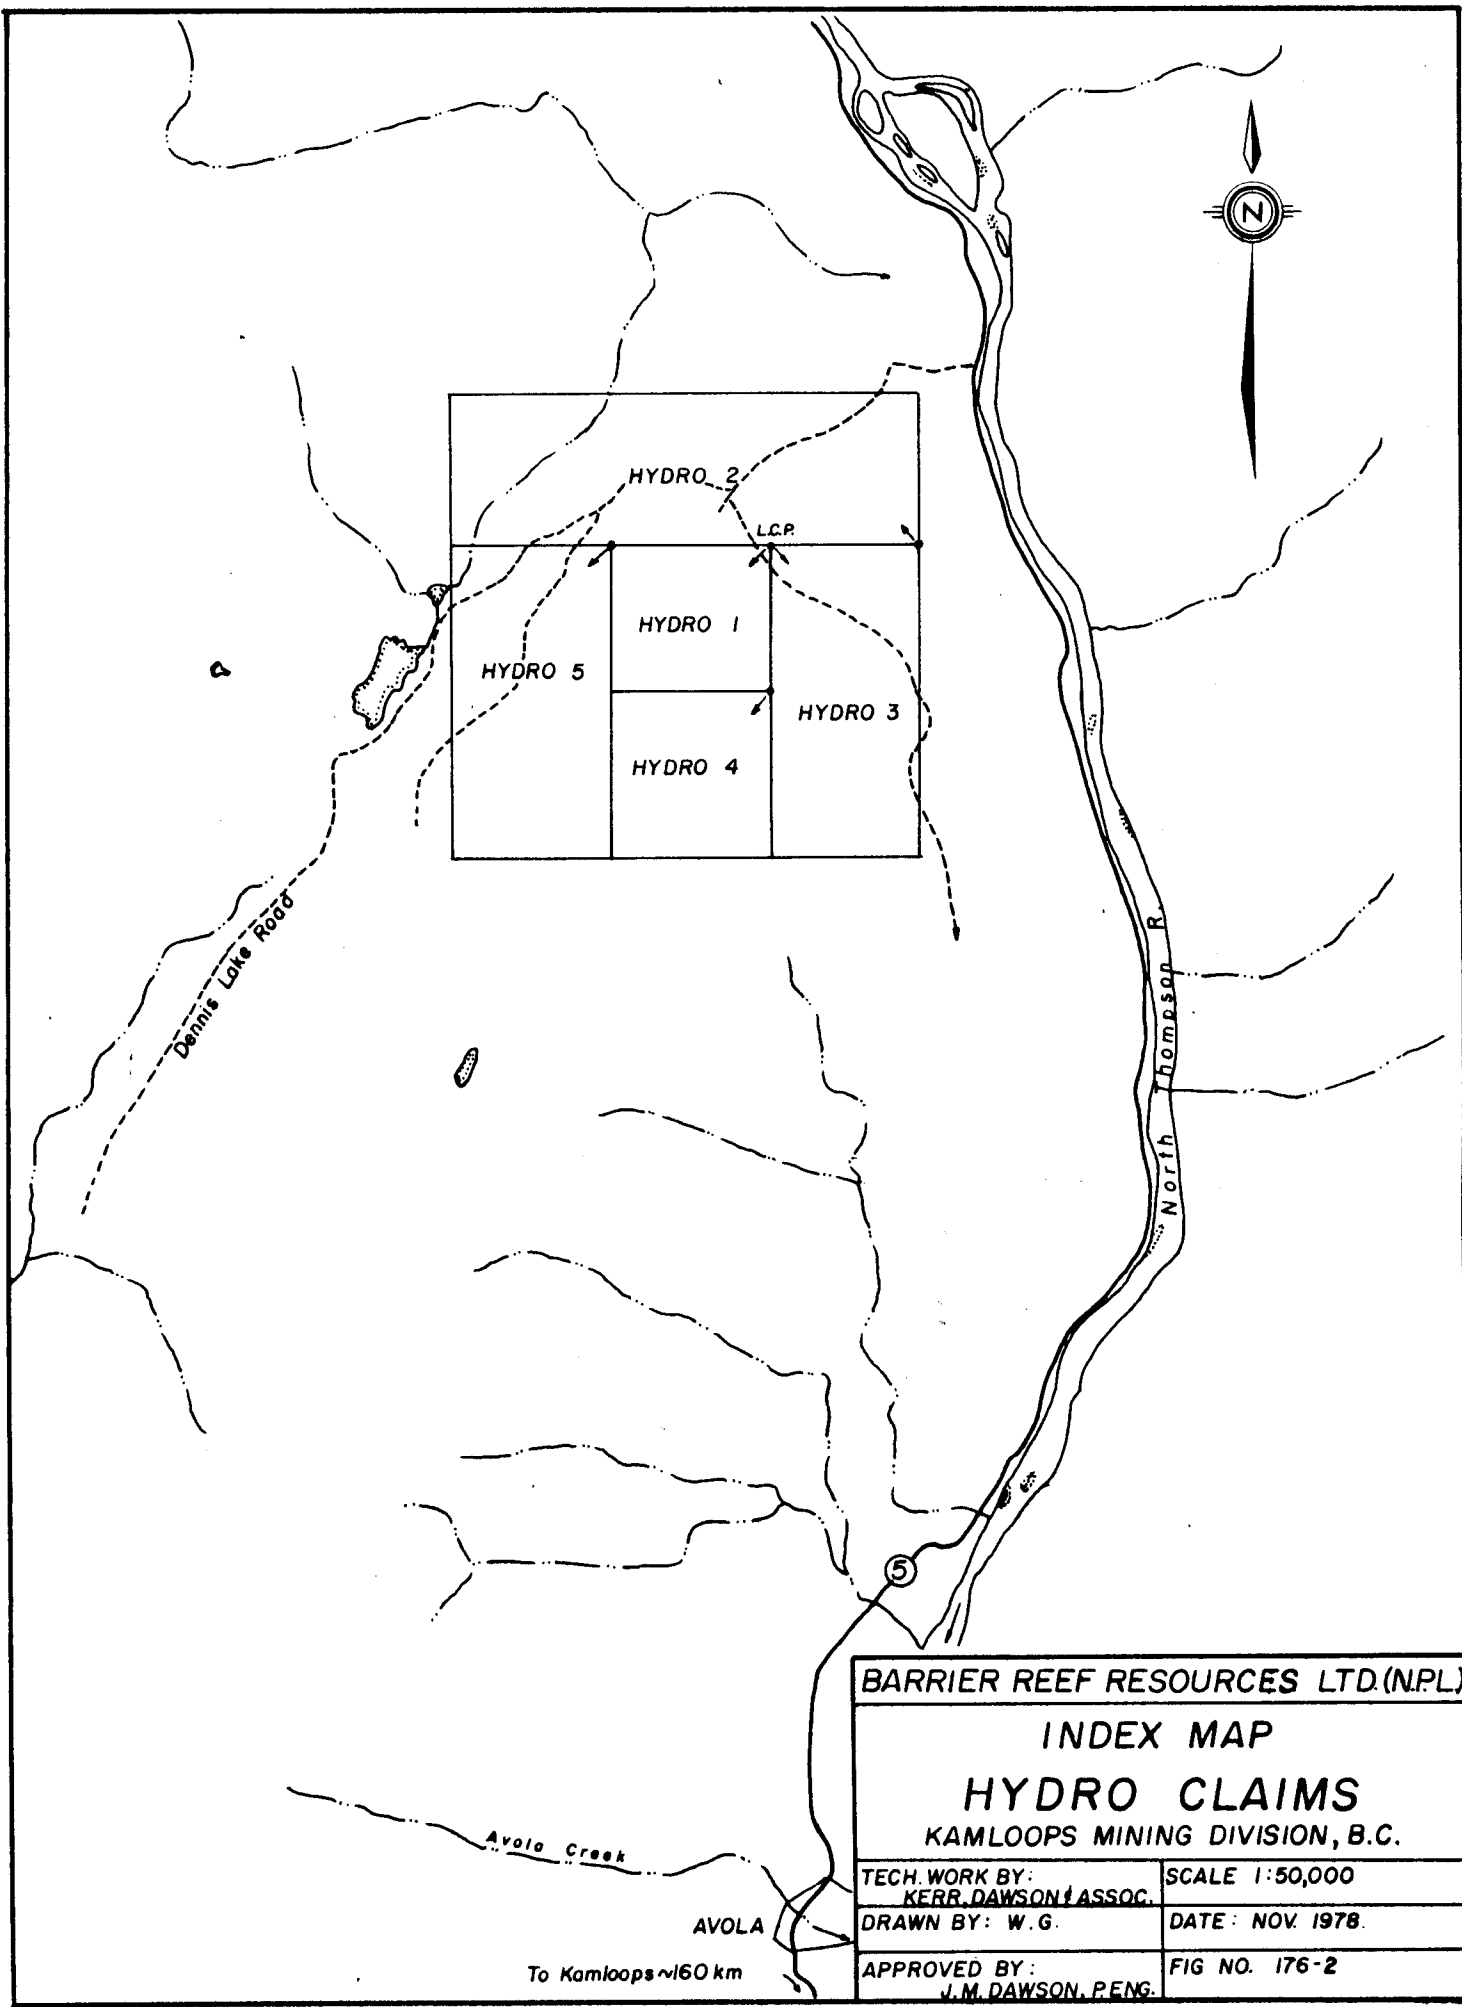 N
HYDRO 2
L.C.P.
HYDRO 1
HYDRO 5
HYDRO 3
HYDRO 4
Dennis Lake Road
North Thompson R.
5
Avola Creek
AVOLA
To Kamloops ~160 km
BARRIER REEF RESOURCES LTD.(N.P.L.)
INDEX MAP
HYDRO CLAIMS
KAMLOOPS MINING DIVISION, B.C.
TECH. WORK BY:
KERR, DAWSON & ASSOC.
SCALE 1:50,000
DRAWN BY: W.G.
DATE: NOV. 1978.
APPROVED BY:
J.M. DAWSON, P.ENG.
FIG NO. 176-2